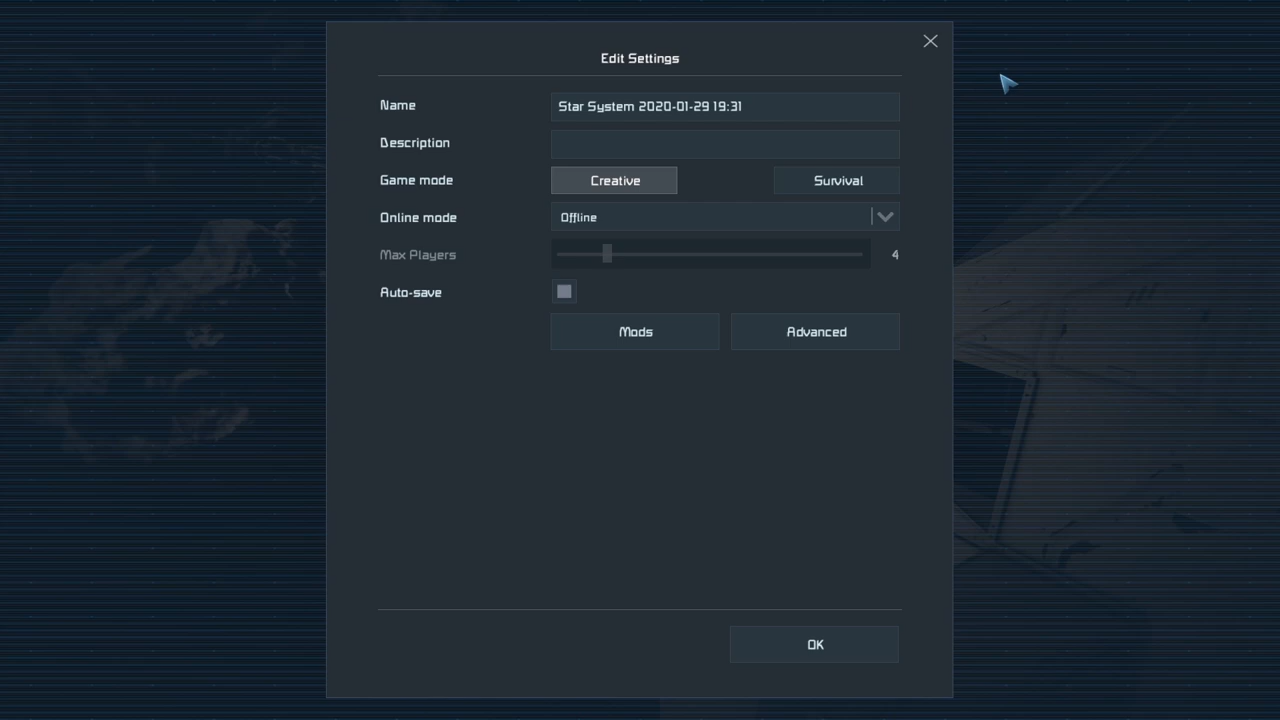 Edit Settings
Name
Star System 2020-01-29 19:31
Description
Game mode
Creative
Survival
Online mode
Offline
Max Players
4
Auto-save
Mods
Advanced
OK